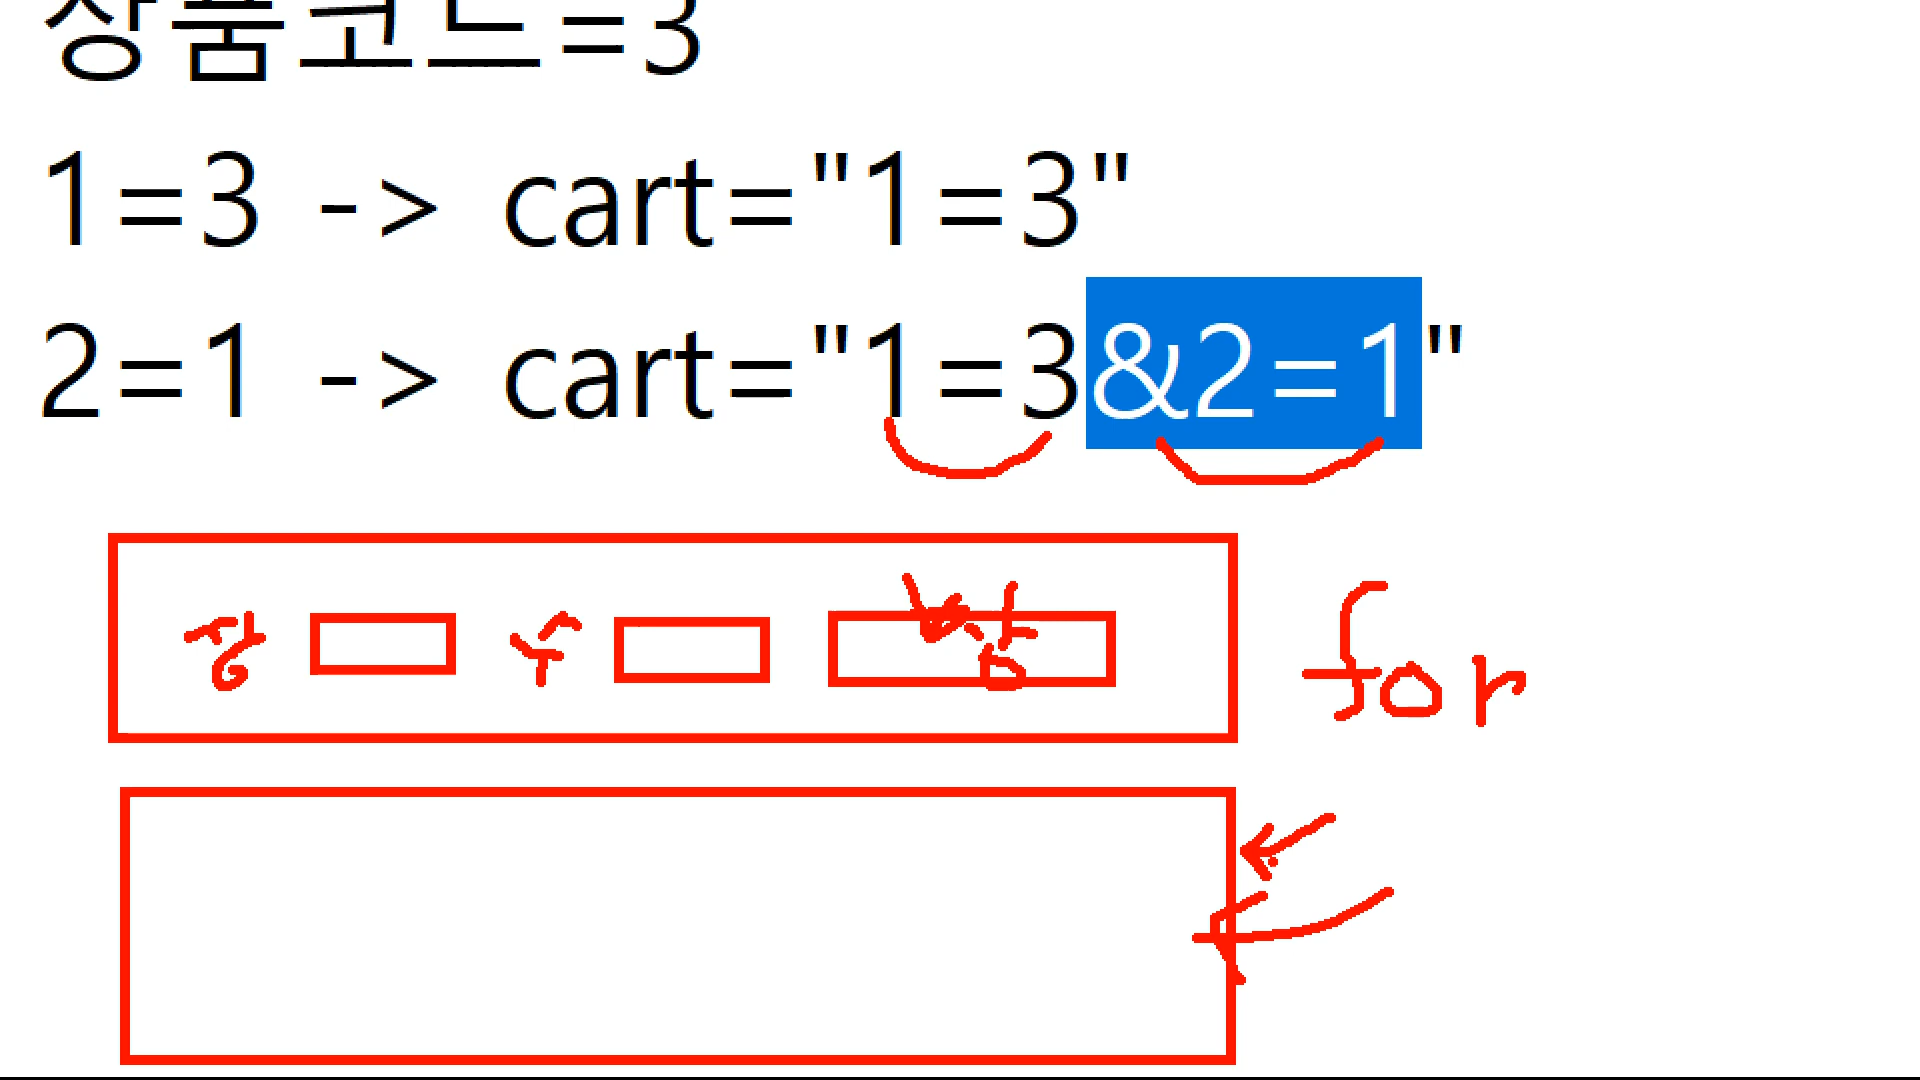 상품코드=3
1=3 -> cart="1=3"
2=1 -> cart="1=3&2=1"
for